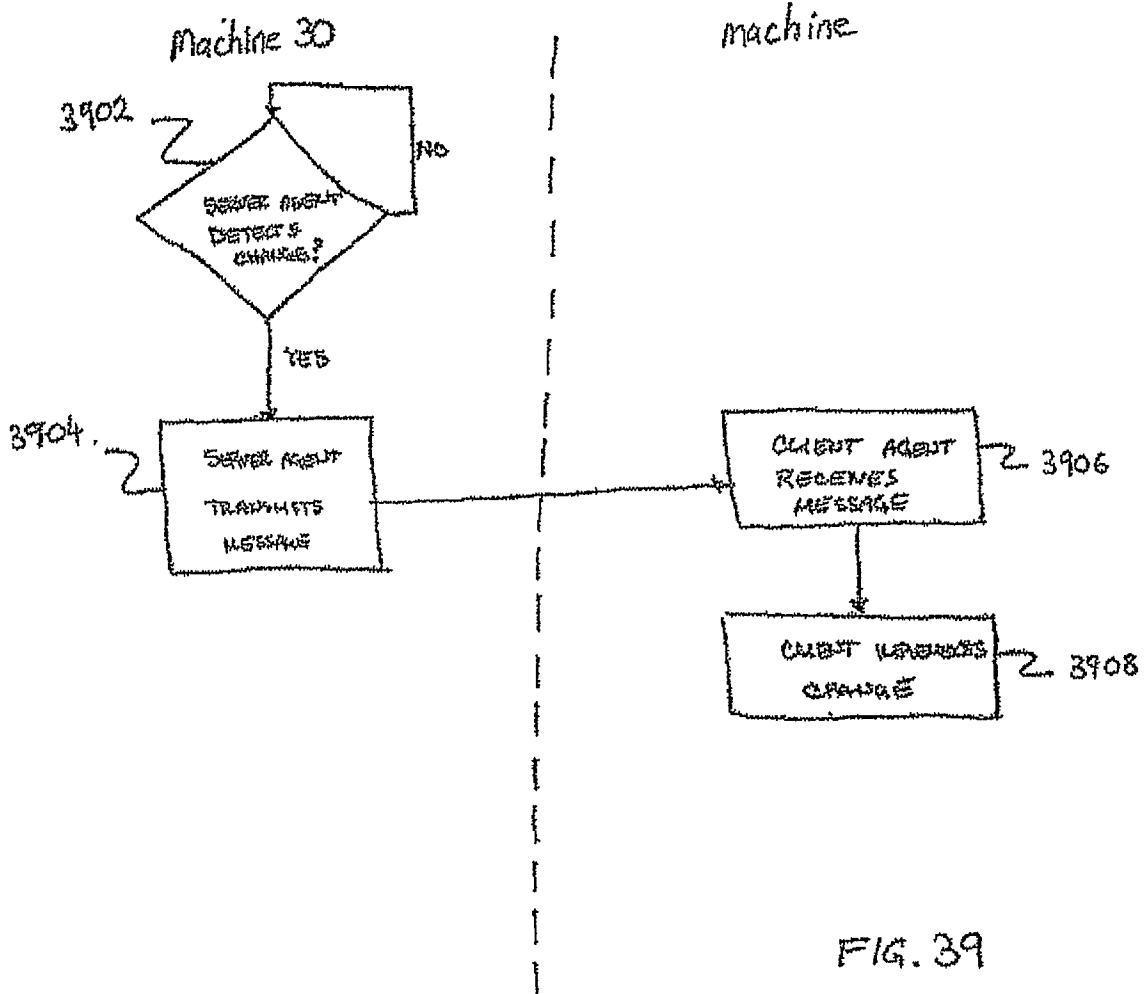 Machine 30
machine
3902
NO
SERVER AGENT
DETECTS
CHANGE?
YES
3904.
SERVER AGENT
TRANSMITS
MESSAGE
CLIENT AGENT
RECEIVES
MESSAGE
3906
CLIENT
CHANGE
3908
FIG. 39